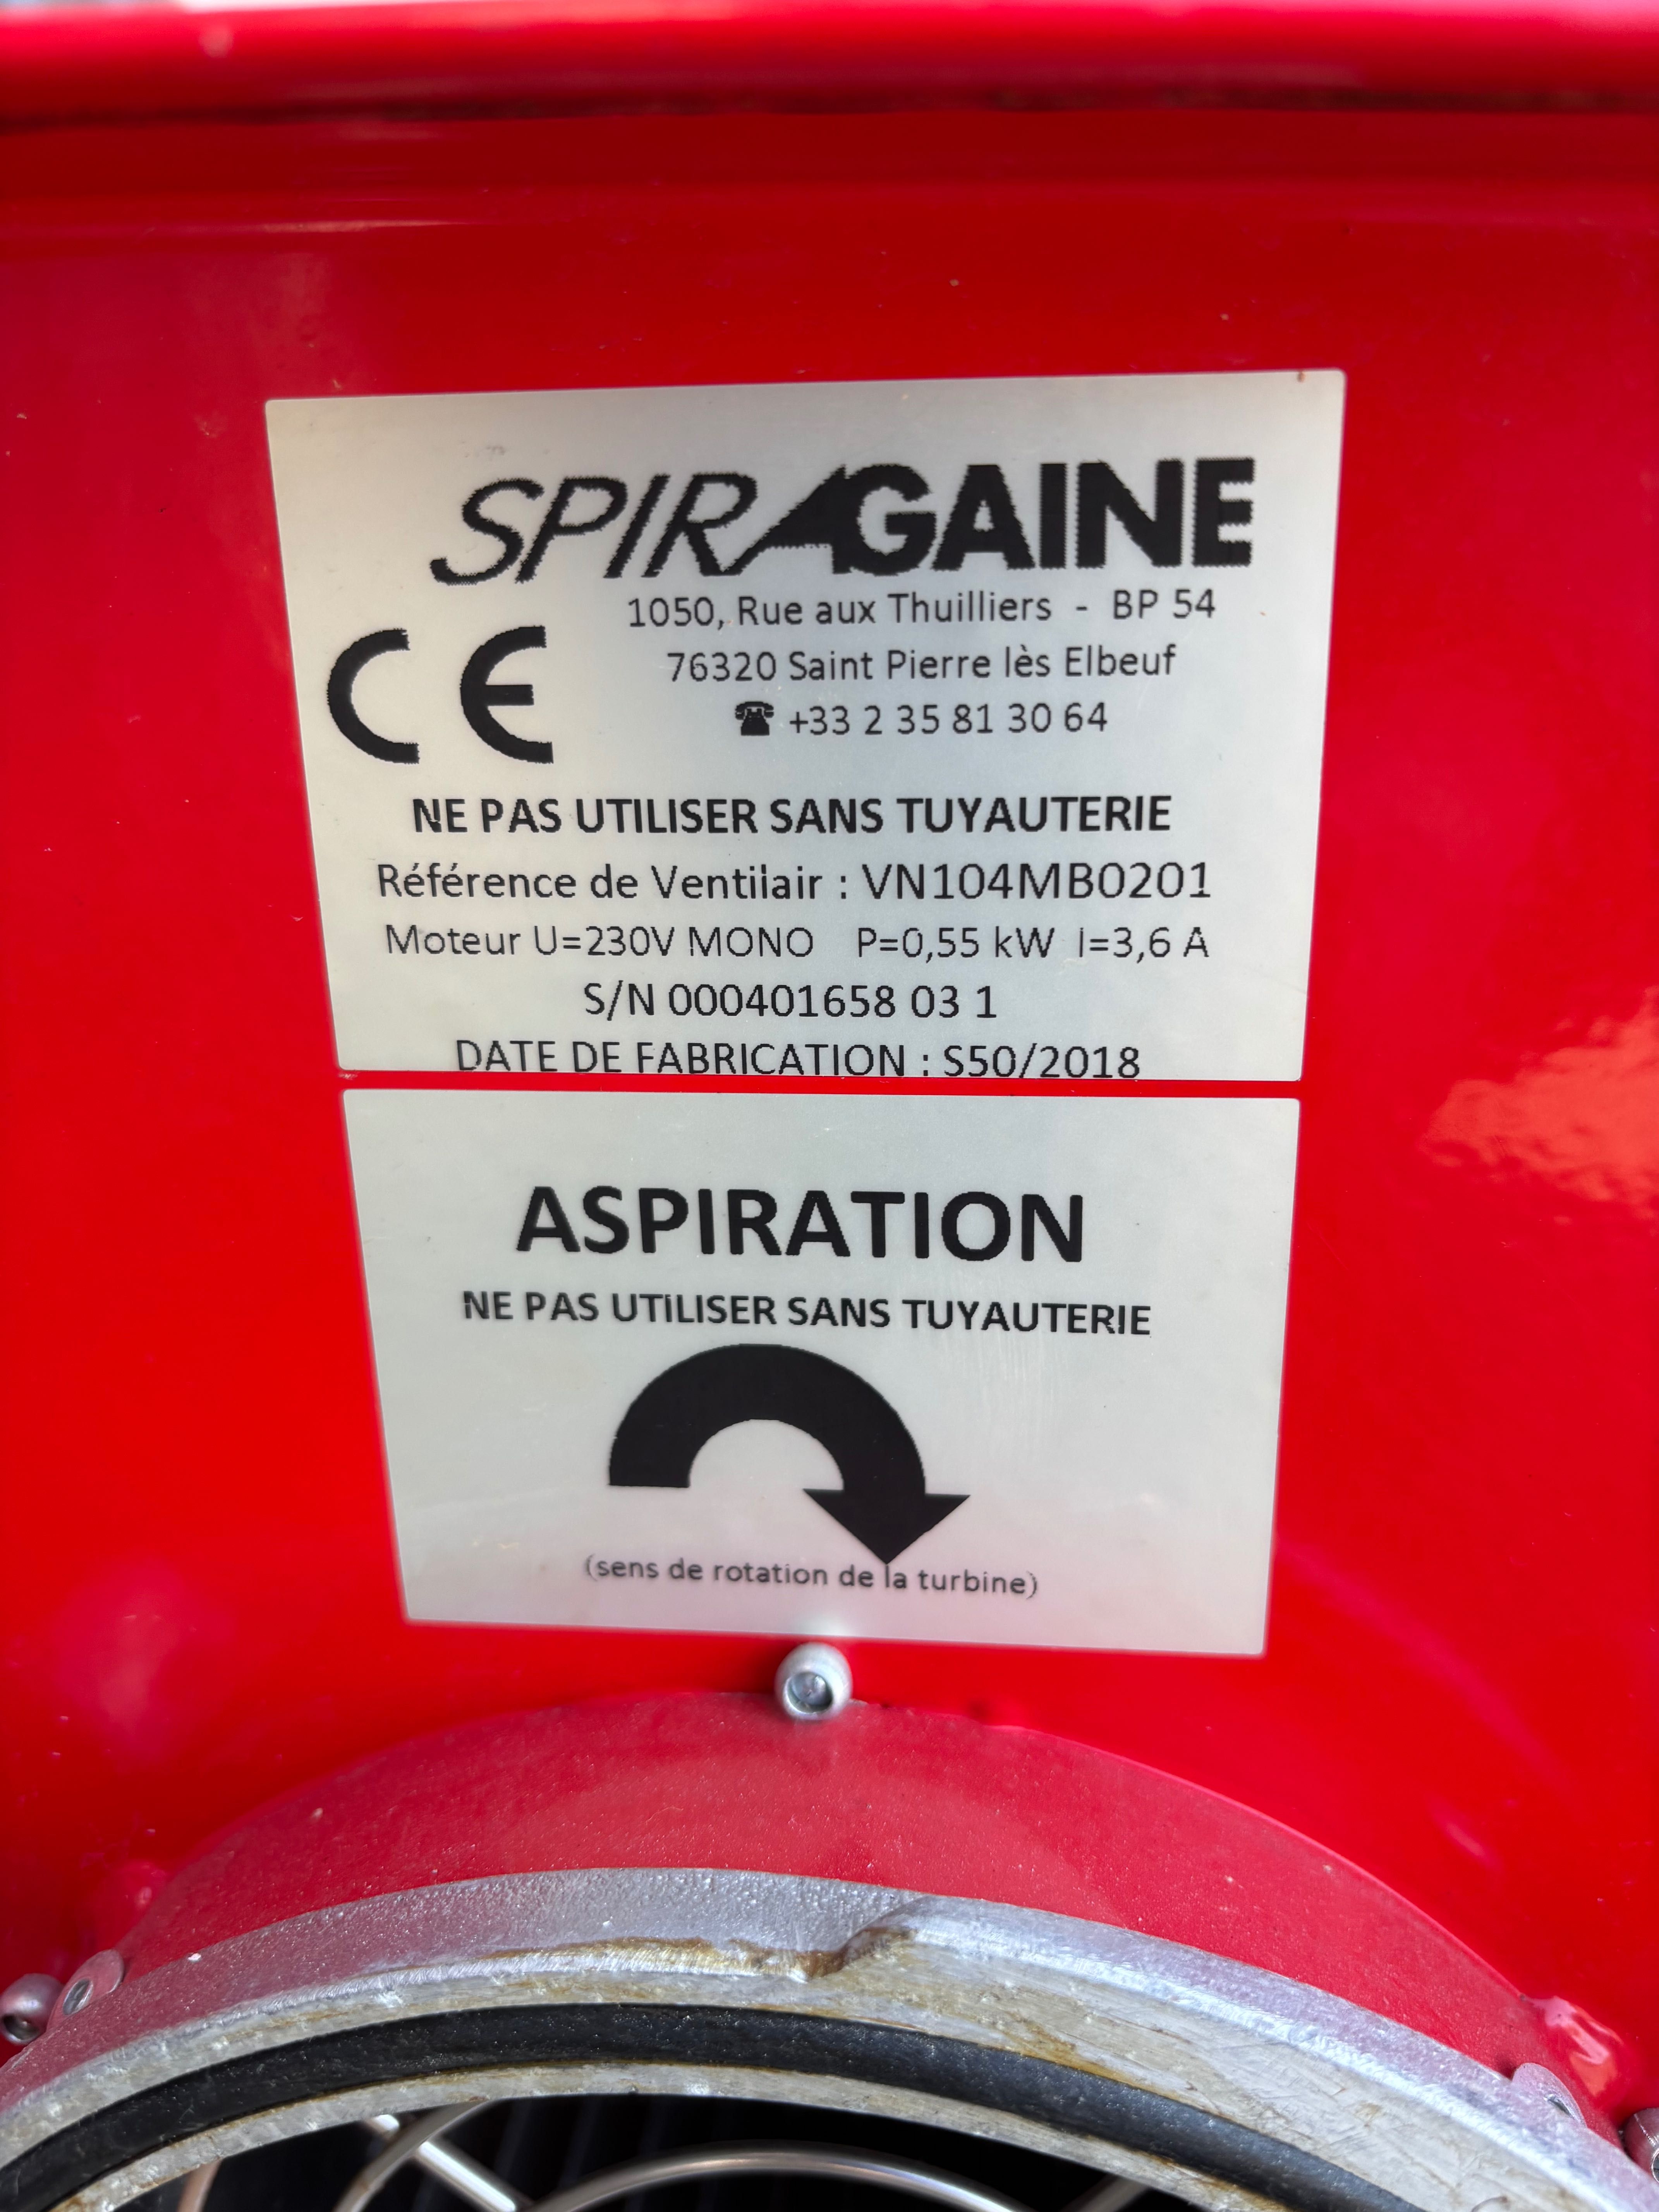 SPIRAGAINE
1050, Rue aux Thuilliers - BP 54
76320 Saint Pierre lès Elbeuf
☎ +33 2 35 81 30 64
CE
NE PAS UTILISER SANS TUYAUTERIE
Référence de Ventilair : VN104MB0201
Moteur U=230V MONO P=0,55 kW I=3,6 A
S/N 000401658 03 1
DATE DE FABRICATION : S50/2018
ASPIRATION
NE PAS UTILISER SANS TUYAUTERIE
(sens de rotation de la turbine)